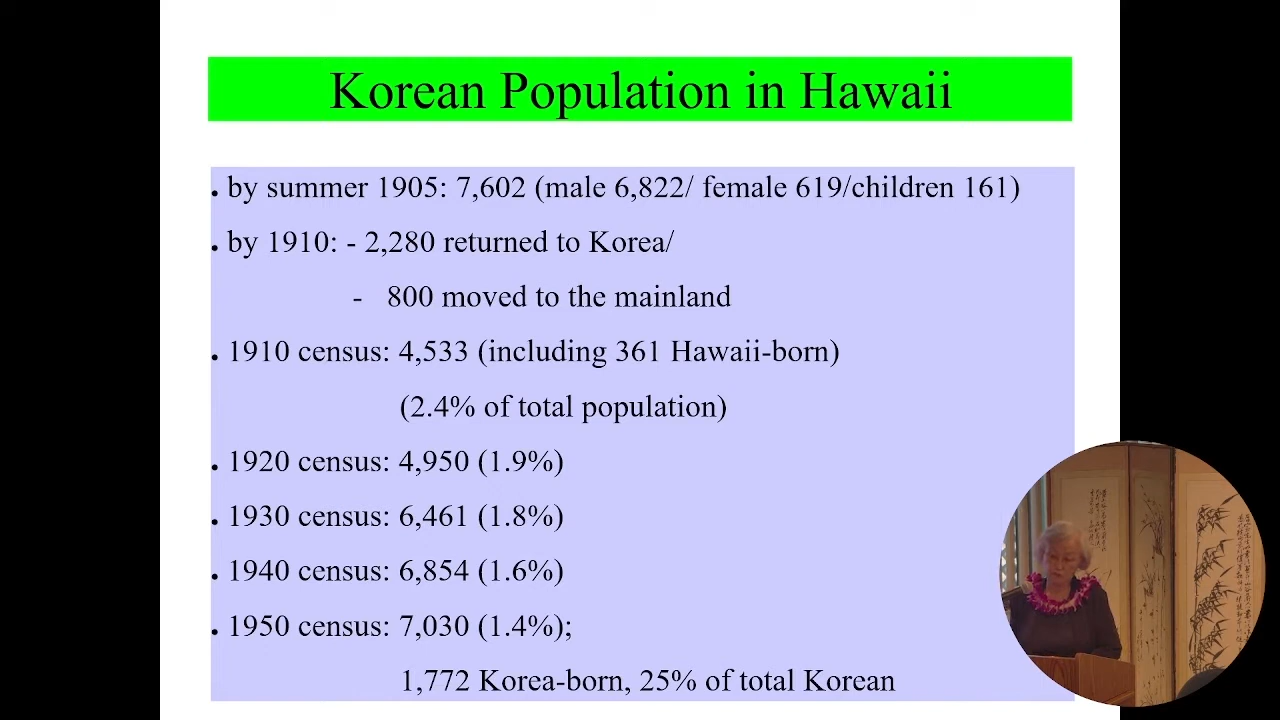 Korean Population in Hawaii
• by summer 1905: 7,602 (male 6,822/ female 619/children 161)
• by 1910: - 2,280 returned to Korea/
- 800 moved to the mainland
• 1910 census: 4,533 (including 361 Hawaii-born)
(2.4% of total population)
• 1920 census: 4,950 (1.9%)
• 1930 census: 6,461 (1.8%)
• 1940 census: 6,854 (1.6%)
• 1950 census: 7,030 (1.4%);
1,772 Korea-born, 25% of total Korean